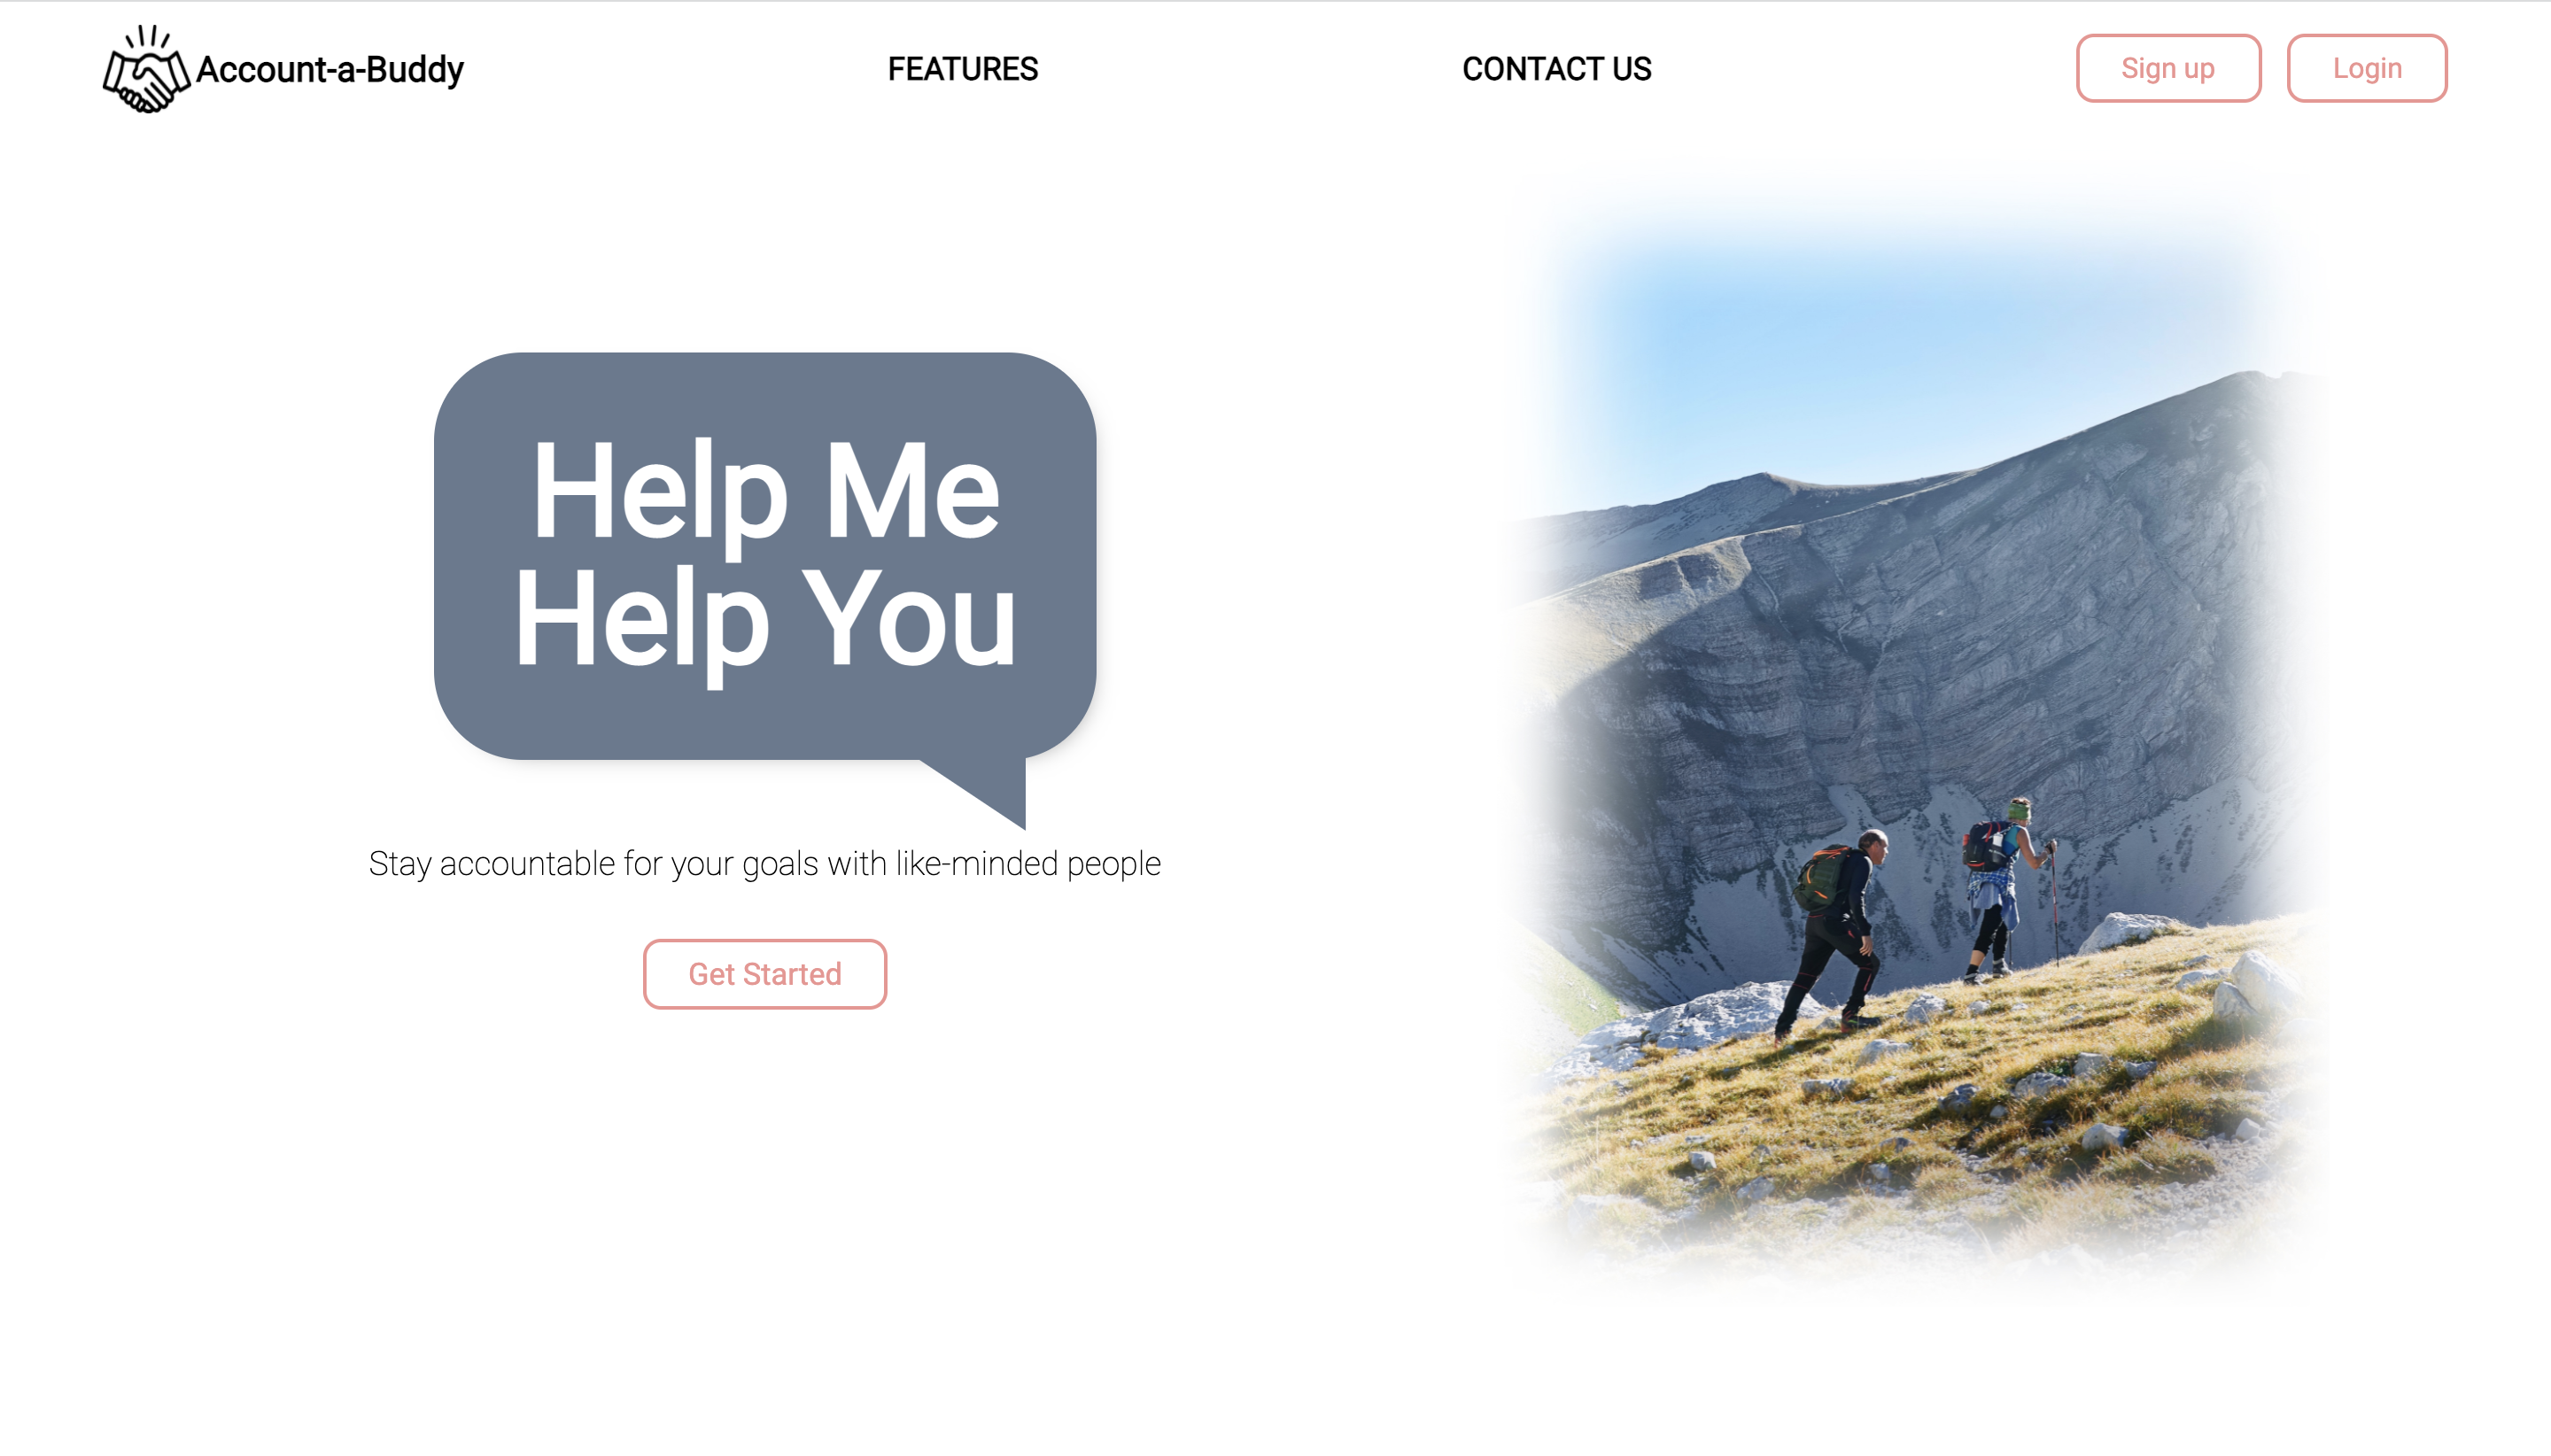 Account-a-Buddy
FEATURES
CONTACT US
Sign up
Login
Help Me
Help You
Stay accountable for your goals with like-minded people
Get Started